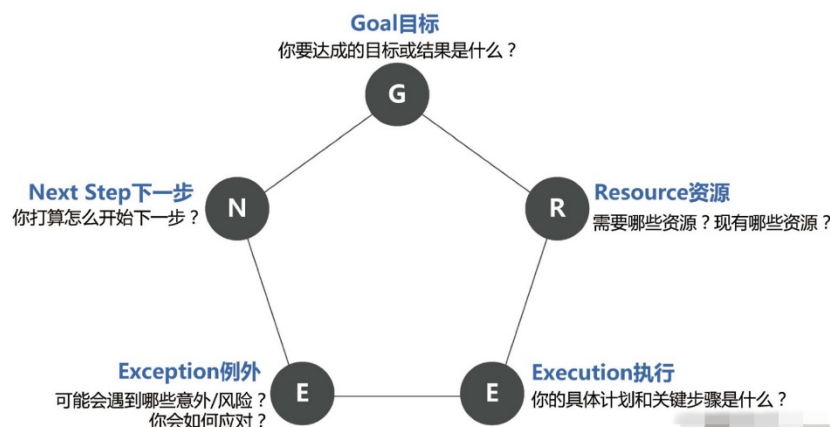 Goal目标
你要达成的目标或结果是什么？
G
Next Step下一步
你打算怎么开始下一步？
N
R
Resource资源
需要哪些资源？现有哪些资源？
Exception例外
可能会遇到哪些意外/风险？
你会如何应对？
E
E
Execution执行
你的具体计划和关键步骤是什么？